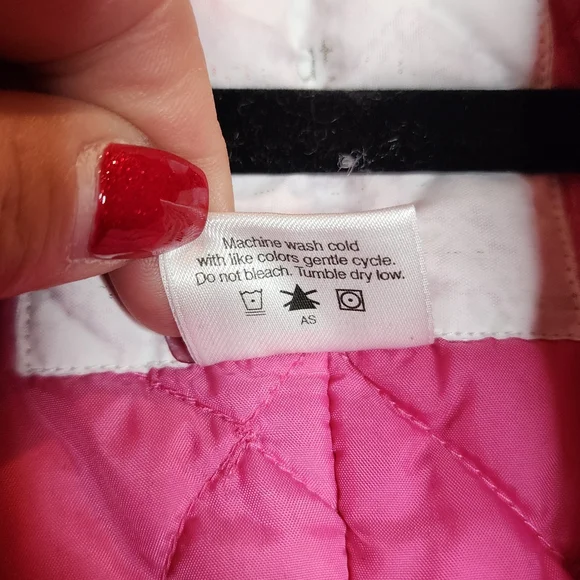 Machine wash cold
with like colors gentle cycle.
Do not bleach. Tumble dry low.
AS